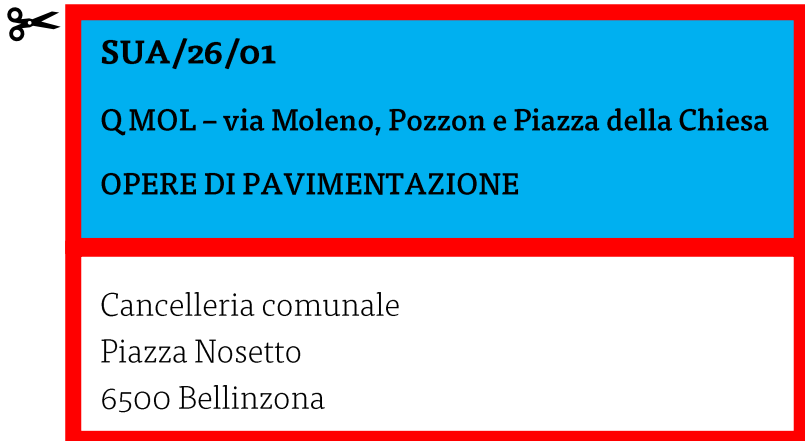 SUA/26/01
Q MOL – via Moleno, Pozzon e Piazza della Chiesa
OPERE DI PAVIMENTAZIONE
Cancelleria comunale
Piazza Nosetto
6500 Bellinzona